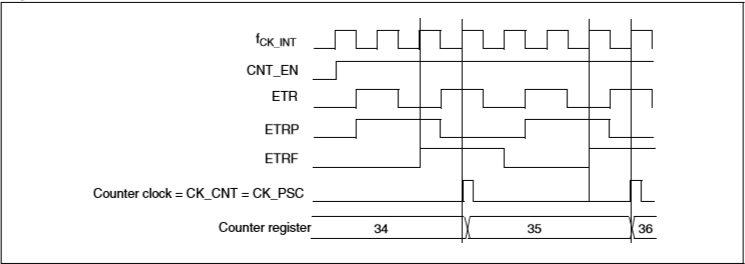 fCK_INT
CNT_EN
ETR
ETRP
ETRF
Counter clock = CK_CNT = CK_PSC
Counter register 34 35 36